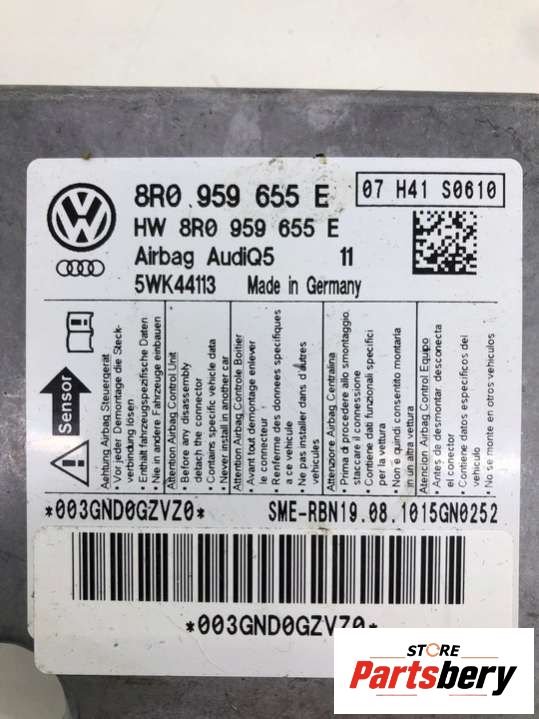 8R0 959 655 E
07 H41 S0610
HW 8R0 959 655 E
Airbag AudiQ5 11
5WK44113 Made in Germany
Sensor
Achtung Airbag Steuergerät
• Vor jeder Demontage die Steck-
verbindung lösen
• Enthält fahrzeugspezifische Daten
• Nie in andere Fahrzeuge einbauen
Attention Airbag Control Unit
• Before any disassembly
detach the connector
• Contains specific vehicle data
• Never install in another car
Attention Airbag Controle Boitier
• Avant tout demontage enlever
le connecteur
• Renferme des donnees specifiques
a ce vehicule
• Ne pas installer dans d'autres
vehicules
Attenzione Airbag Centralina
• Prima di procedere allo smontaggio
staccare il connessione
• Contiene dati funzionali specifici
per la vettura
• Non e quindi consentito montaria
in un altra vettura
Atencion Airbag Control Equipo
• Antes de desmontar desconecta
el conector
• Contiene datos especificos del
vehiculo
• No se monte en otros vehiculos
*003GND0GZVZ0* SME-RBN19.08.1015GN0252
*003GND0GZVZ0*
STORE
Partsbery